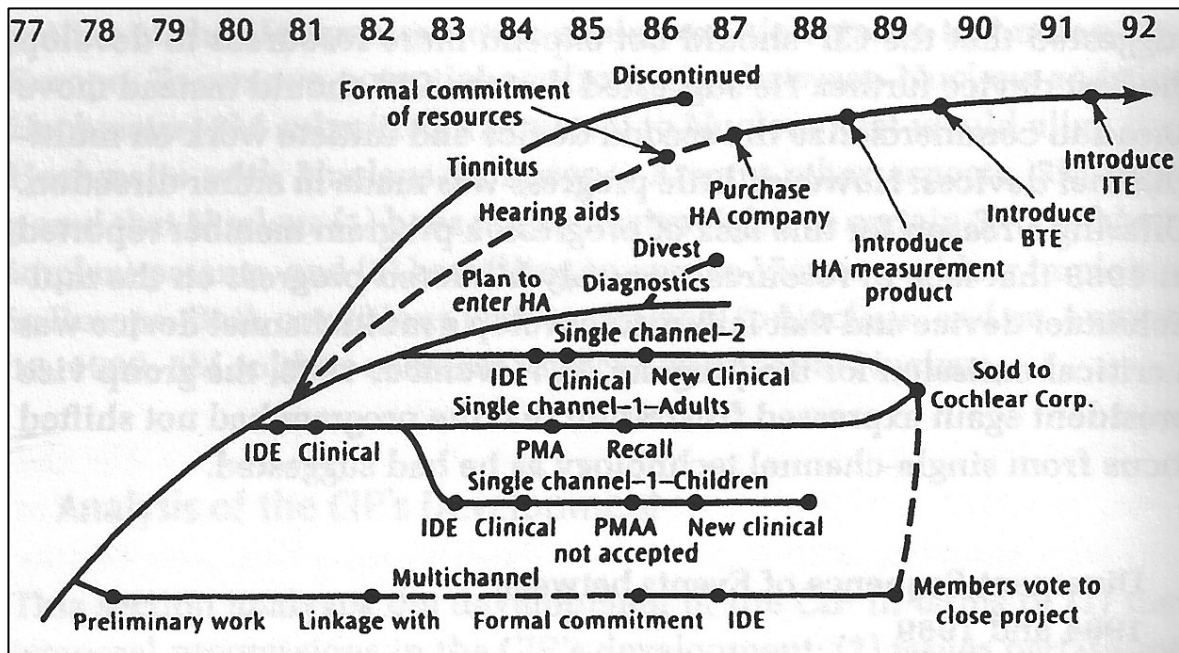 77 78 79 80 81 82 83 84 85 86 87 88 89 90 91 92
Discontinued
Formal commitment
of resources
Tinnitus
Hearing aids
Purchase
HA company
Introduce
ITE
Introduce
BTE
Introduce
HA measurement
product
Plan to
enter HA
Divest
Diagnostics
Single channel–2
IDE Clinical New Clinical
Sold to
Cochlear Corp.
Single channel–1–Adults
IDE Clinical PMA Recall
Single channel–1–Children
IDE Clinical PMAA New clinical
not accepted
Multichannel
Preliminary work Linkage with Formal commitment IDE
Members vote to
close project